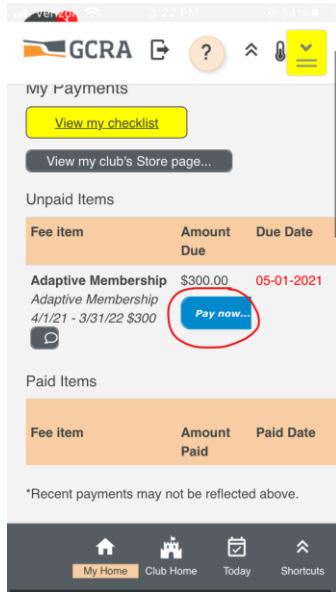 Verizon 3:22 PM 34%
GCRA ?
My Payments
View my checklist
View my club's Store page...
Unpaid Items
Fee item Amount Due Due Date
Adaptive Membership $300.00 05-01-2021
Adaptive Membership
4/1/21 - 3/31/22 $300
Pay now...
Paid Items
Fee item Amount Paid Paid Date
*Recent payments may not be reflected above.
My Home Club Home Today Shortcuts